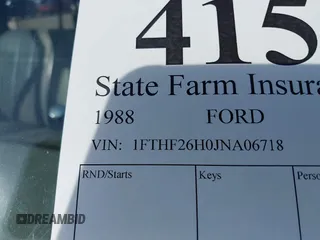 415
State Farm Insura
1988 FORD
VIN: 1FTHF26H0JNA06718
RND/Starts Keys Perso
DREAMBID